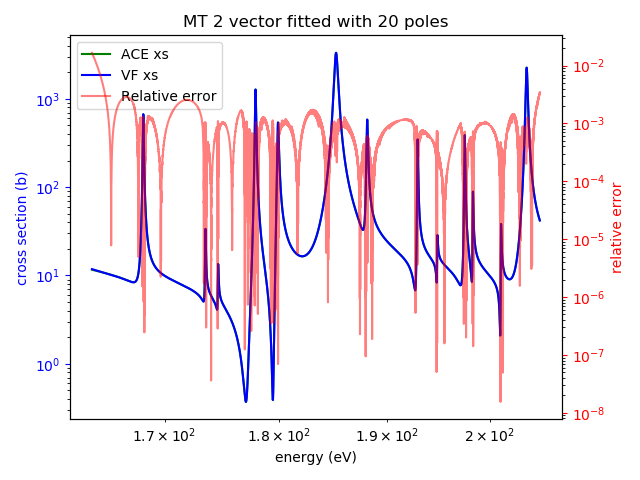 MT 2 vector fitted with 20 poles
ACE xs
VF xs
Relative error
cross section (b)
10³
10²
10¹
10⁰
10⁻²
10⁻³
10⁻⁴
10⁻⁵
10⁻⁶
10⁻⁷
10⁻⁸
relative error
1.7 × 10² 1.8 × 10² 1.9 × 10² 2 × 10²
energy (eV)